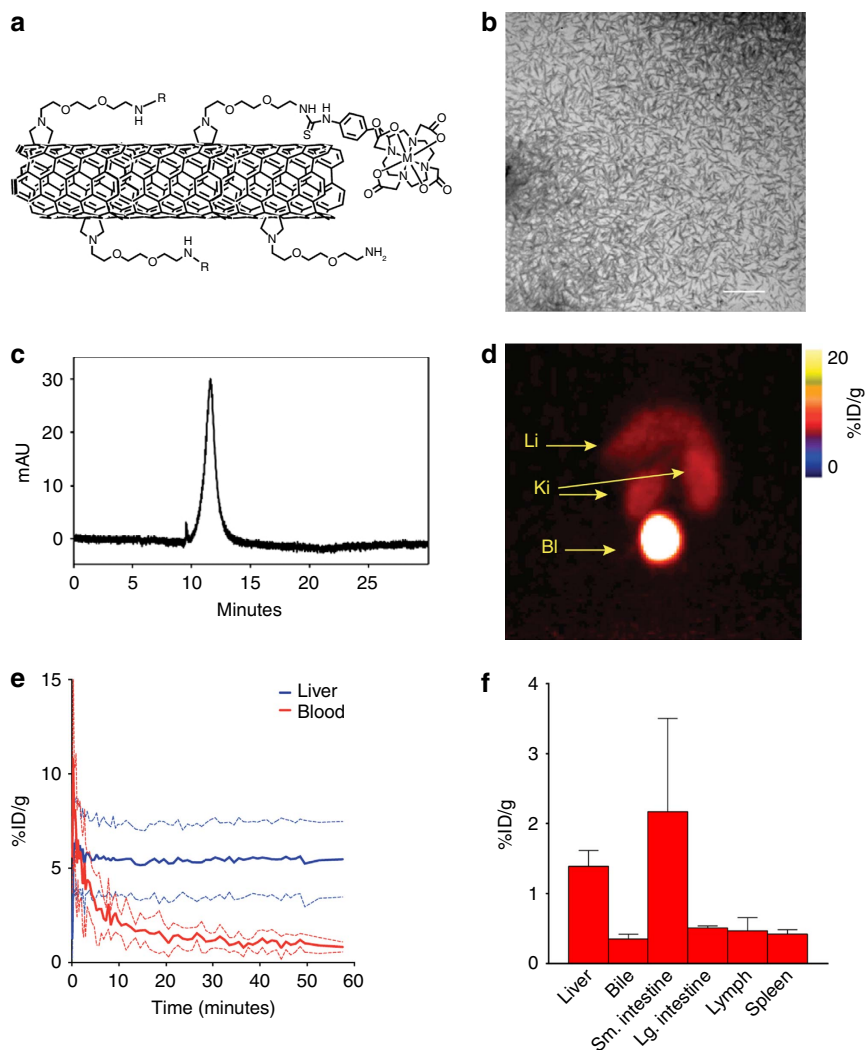 a
b
H
N
R
O
O
N
O
O
H
N
S
N
H
O
O
O
N
N
N
N
M
O
O
O
O
O
N
O
O
H
N
R
N
O
O
NH2
c
30
20
10
0
mAU
0 5 10 15 20 25
Minutes
d
Li
Ki
Bl
20
0
%ID/g
e
15
10
5
0
%ID/g
Liver
Blood
0 10 20 30 40 50 60
Time (minutes)
f
4
3
2
1
0
%ID/g
Liver
Bile
Sm. intestine
Lg. intestine
Lymph
Spleen